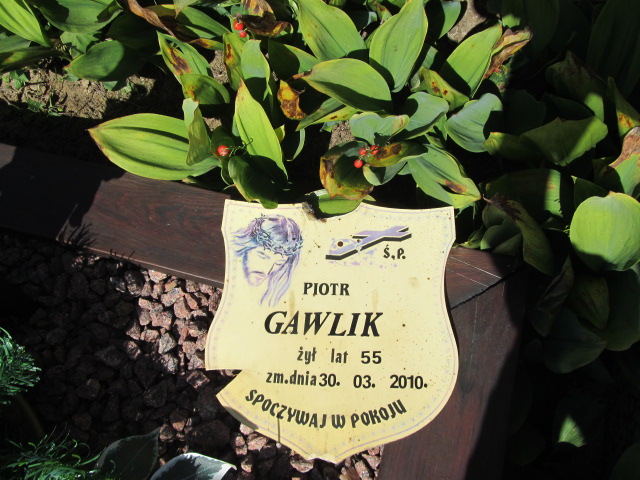 Ś.P.
PIOTR
GAWLIK
żył lat 55
zm.dnia 30. 03. 2010.
SPOCZYWAJ W POKOJU